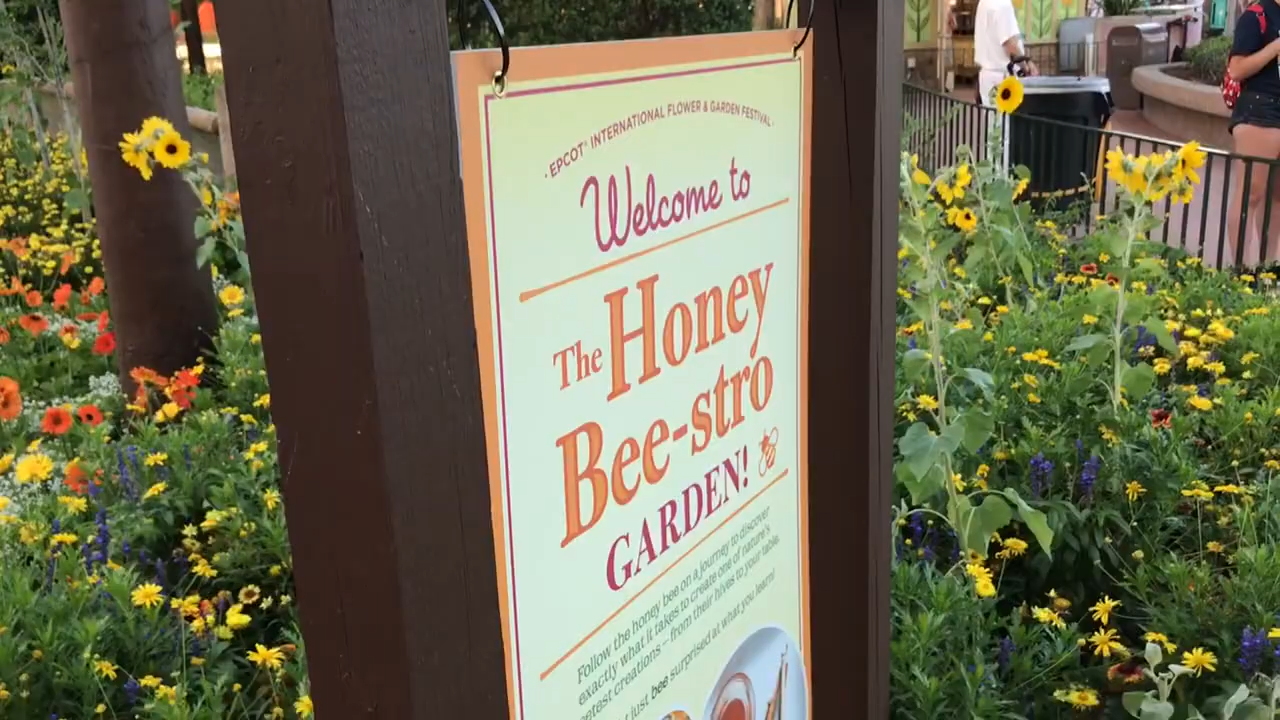 · EPCOT® INTERNATIONAL FLOWER & GARDEN FESTIVAL ·
Welcome to
The Honey
Bee-stro
GARDEN!
Follow the honey bee on a journey to discover
exactly what it takes to create one of nature's
creations – from their hives to your table.
just bee surprised at what you learn!